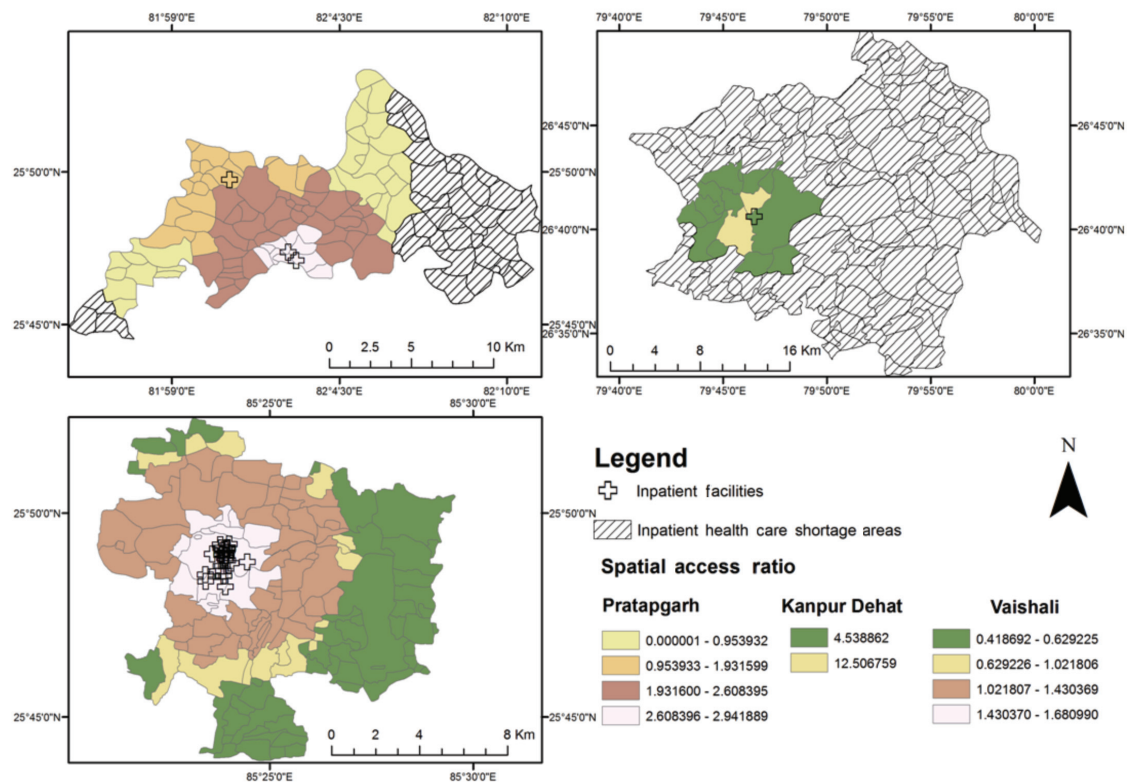 81°59'0"E 82°4'30"E 82°10'0"E
25°50'0"N
25°45'0"N
0 2.5 5 10 Km
81°59'0"E 82°4'30"E 82°10'0"E
79°40'0"E 79°45'0"E 79°50'0"E 79°55'0"E 80°0'0"E
26°45'0"N 26°45'0"N
26°40'0"N 26°40'0"N
26°35'0"N 26°35'0"N
0 4 8 16 Km
79°40'0"E 79°45'0"E 79°50'0"E 79°55'0"E 80°0'0"E
85°25'0"E 85°30'0"E
25°50'0"N 25°50'0"N
25°45'0"N 25°45'0"N
0 2 4 8 Km
85°25'0"E 85°30'0"E
N
Legend
Inpatient facilities
Inpatient health care shortage areas
Spatial access ratio
Pratapgarh
0.000001 - 0.953932
0.953933 - 1.931599
1.931600 - 2.608395
2.608396 - 2.941889
Kanpur Dehat
4.538862
12.506759
Vaishali
0.418692 - 0.629225
0.629226 - 1.021806
1.021807 - 1.430369
1.430370 - 1.680990